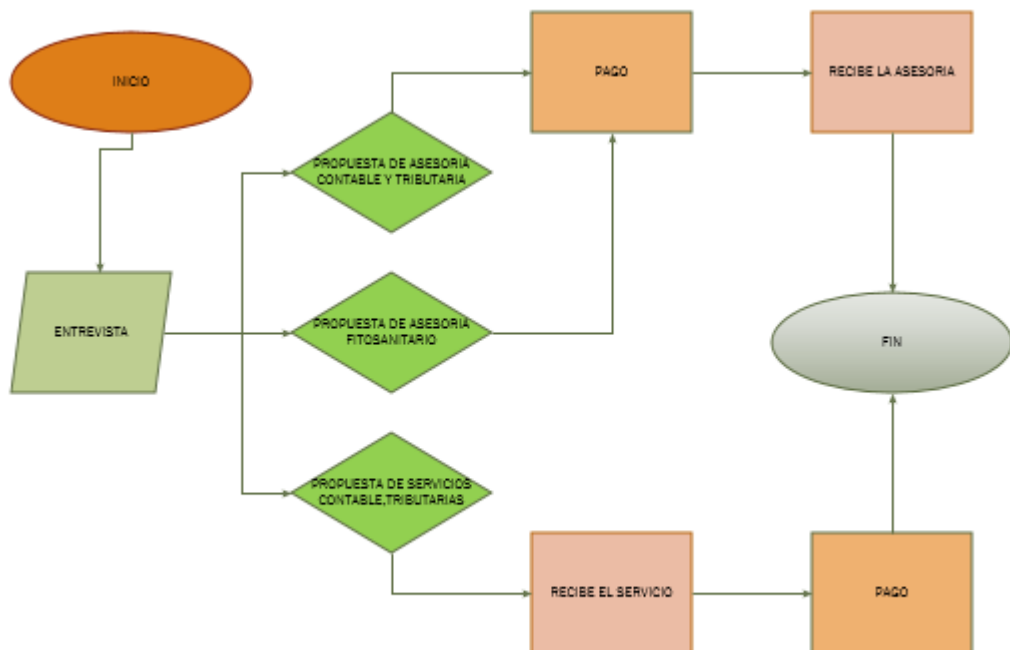 INICIO
PAGO
RECIBE LA ASESORIA
PROPUESTA DE ASESORIA
CONTABLE Y TRIBUTARIA
ENTREVISTA
PROPUESTA DE ASESORIA
FITOSANITARIO
FIN
PROPUESTA DE SERVICIOS
CONTABLE,TRIBUTARIAS
RECIBE EL SERVICIO
PAGO